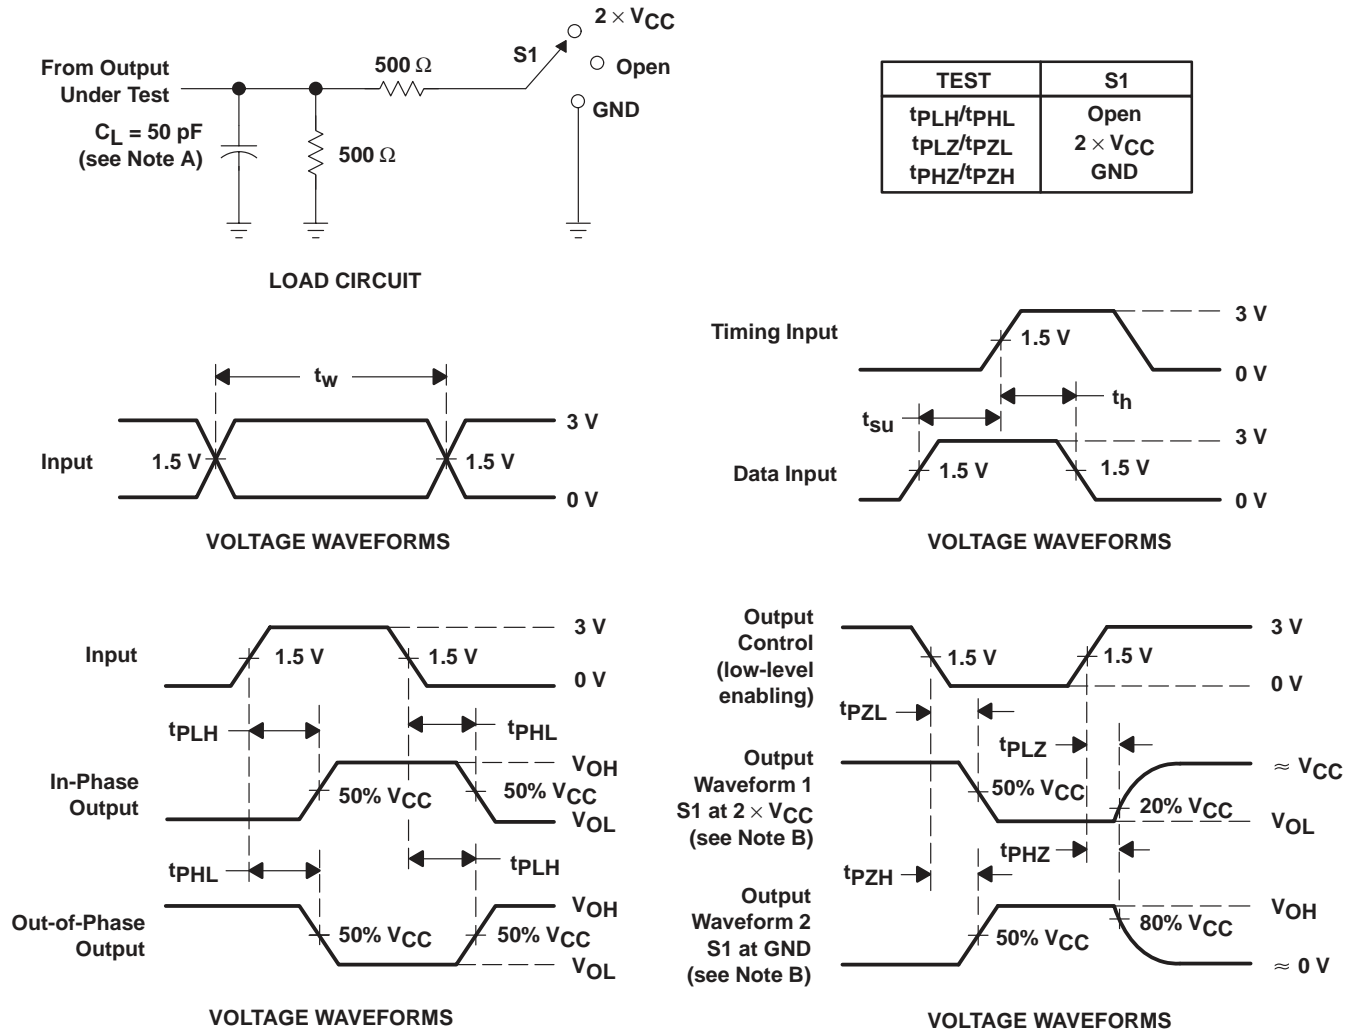 2 × VCC
S1
Open
GND
From Output
Under Test
500 Ω
CL = 50 pF
(see Note A)
500 Ω
LOAD CIRCUIT
TEST S1
tPLH/tPHL Open
tPLZ/tPZL 2 × VCC
tPHZ/tPZH GND
tw
Input
1.5 V
1.5 V
3 V
0 V
VOLTAGE WAVEFORMS
Timing Input
1.5 V
3 V
0 V
th
tsu
Data Input
1.5 V
1.5 V
3 V
0 V
VOLTAGE WAVEFORMS
Input
1.5 V
1.5 V
3 V
0 V
tPLH
tPHL
In-Phase
Output
50% VCC
50% VCC
VOH
VOL
tPHL
tPLH
Out-of-Phase
Output
50% VCC
50% VCC
VOH
VOL
VOLTAGE WAVEFORMS
Output
Control
(low-level
enabling)
1.5 V
1.5 V
3 V
0 V
tPZL
tPLZ
Output
Waveform 1
S1 at 2 × VCC
(see Note B)
50% VCC
20% VCC
≈ VCC
VOL
tPZH
tPHZ
Output
Waveform 2
S1 at GND
(see Note B)
50% VCC
80% VCC
VOH
≈ 0 V
VOLTAGE WAVEFORMS